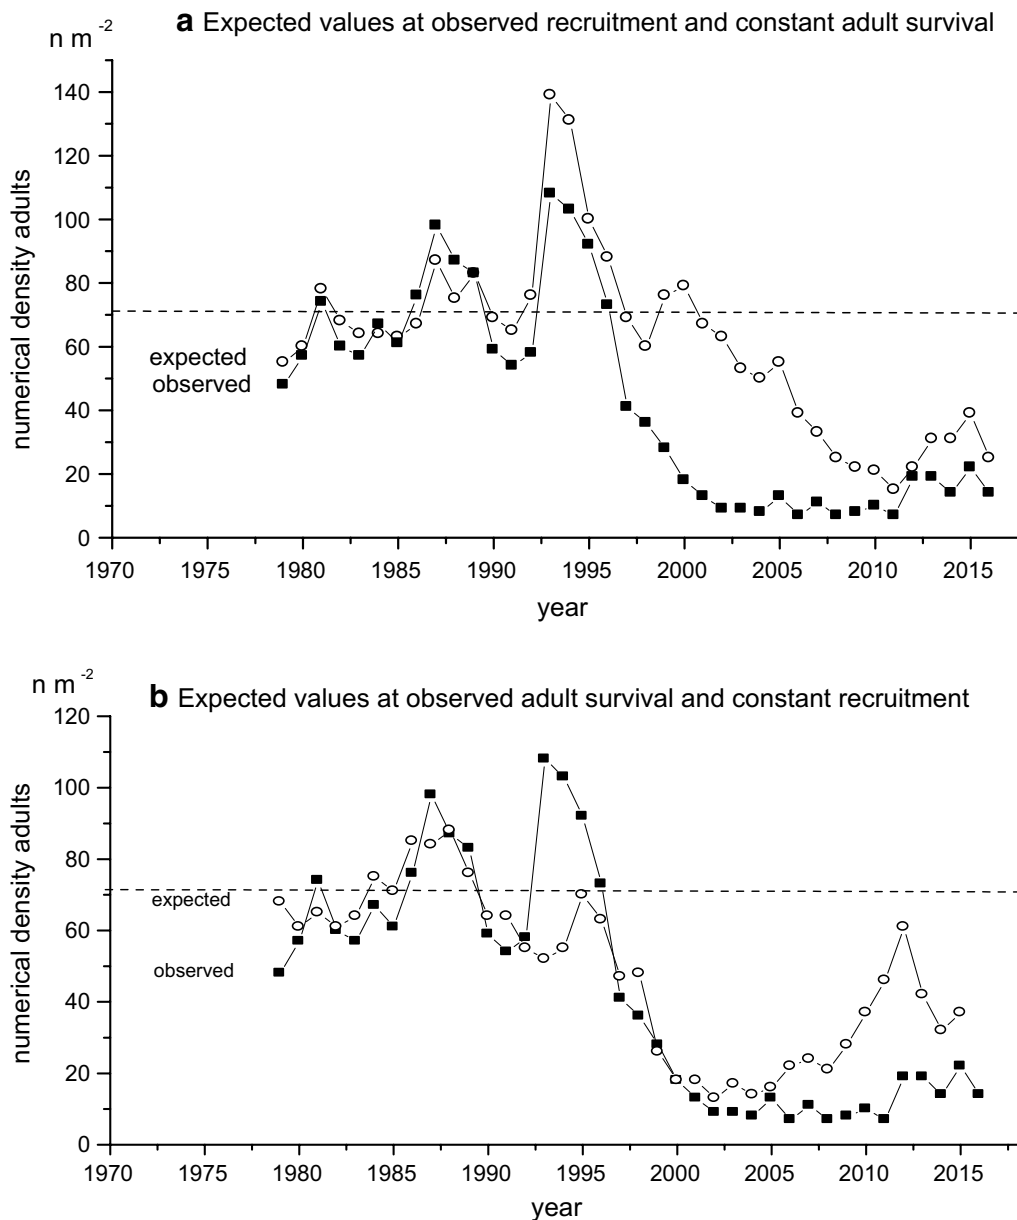 a Expected values at observed recruitment and constant adult survival
n m -2
numerical density adults
140
120
100
80
60
40
20
0
expected
observed
1970 1975 1980 1985 1990 1995 2000 2005 2010 2015
year
b Expected values at observed adult survival and constant recruitment
n m -2
numerical density adults
120
100
80
60
40
20
0
expected
observed
1970 1975 1980 1985 1990 1995 2000 2005 2010 2015
year